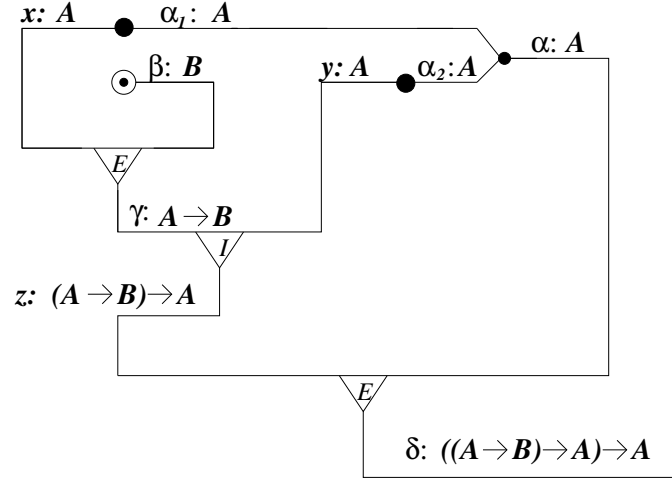 x: A α1: A
α: A
β: B y: A α2: A
E
γ: A → B
I
z: (A → B) → A
E
δ: ((A → B) → A) → A